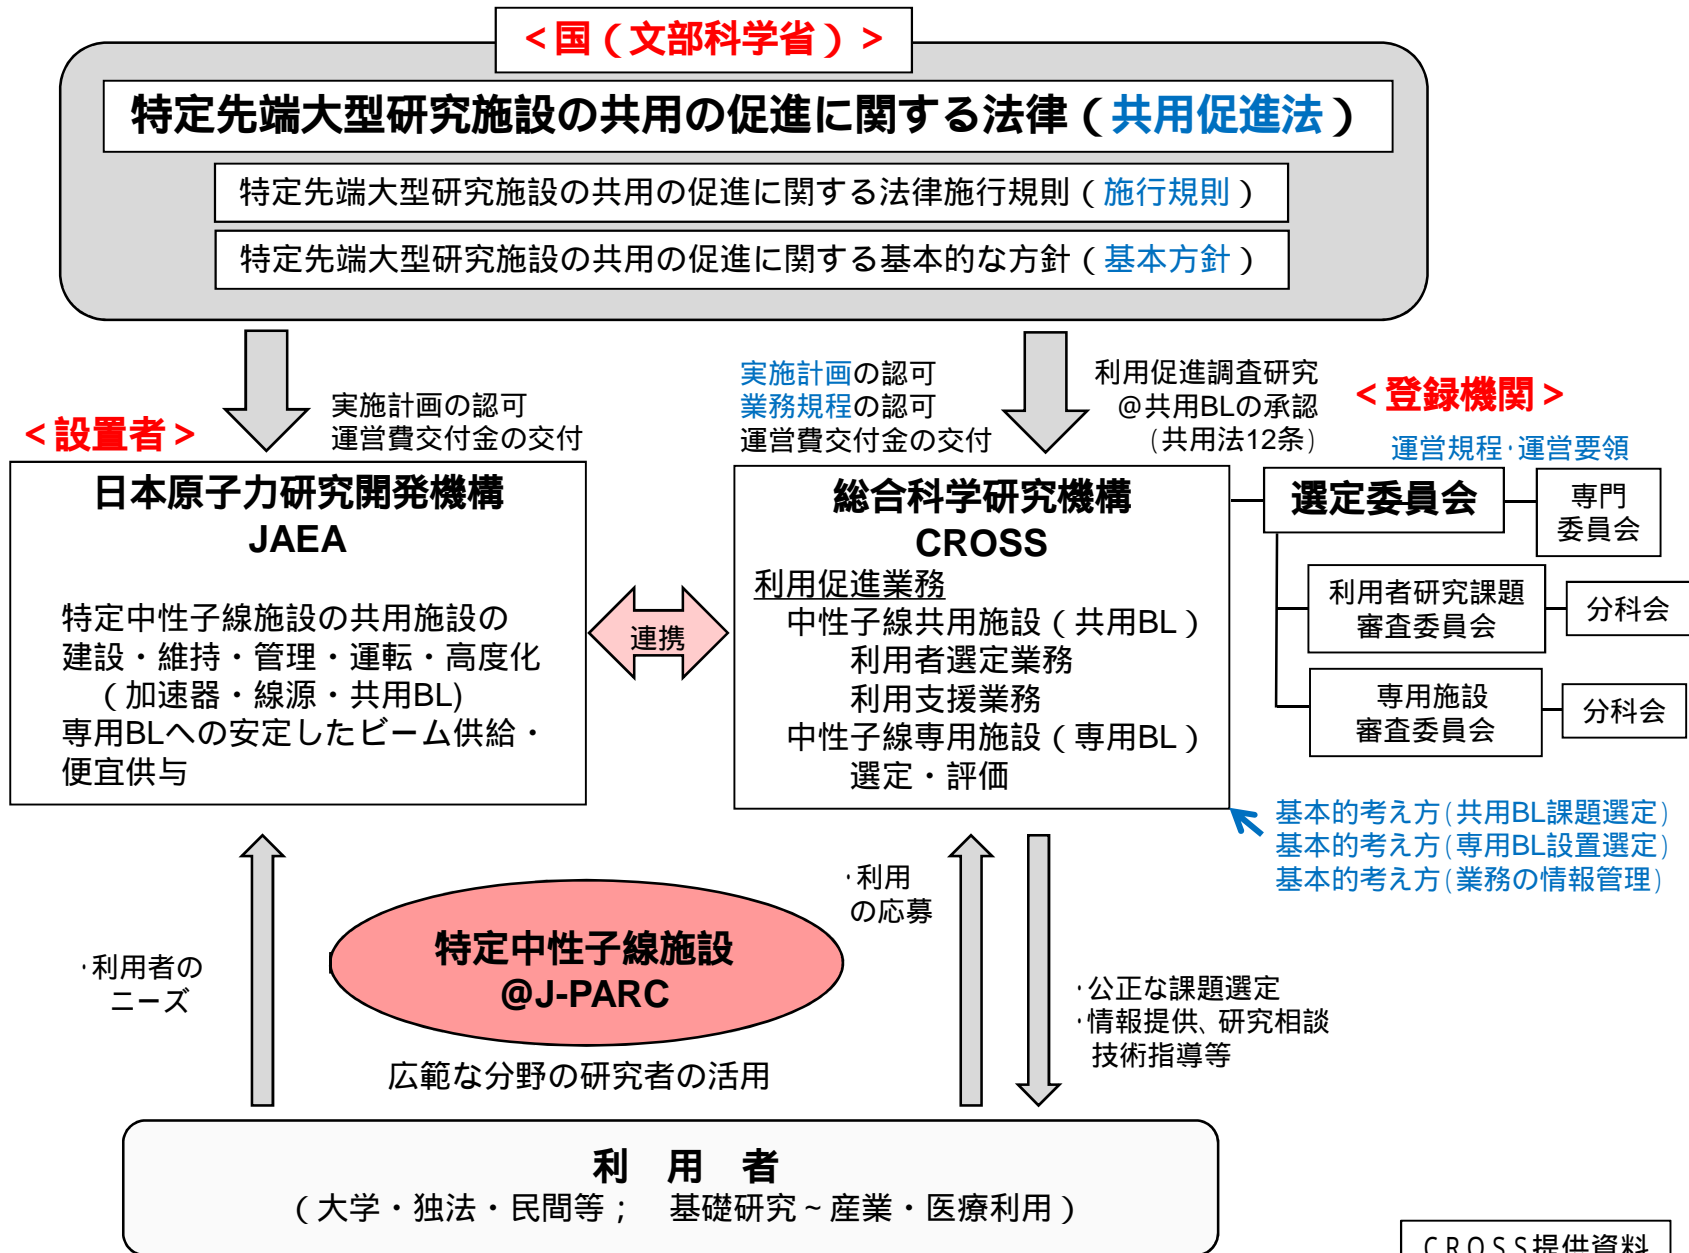 <国(文部科学省)>
特定先端大型研究施設の共用の促進に関する法律(共用促進法)
特定先端大型研究施設の共用の促進に関する法律施行規則(施行規則)
特定先端大型研究施設の共用の促進に関する基本的な方針(基本方針)
実施計画の認可
運営費交付金の交付
実施計画の認可
業務規程の認可
運営費交付金の交付
利用促進調査研究
@共用BLの承認
(共用法12条)
<登録機関>
運営規程・運営要領
<設置者>
日本原子力研究開発機構
JAEA
特定中性子線施設の共用施設の
建設・維持・管理・運転・高度化
(加速器・線源・共用BL)
専用BLへの安定したビーム供給・
便宜供与
連携
総合科学研究機構
CROSS
利用促進業務
中性子線共用施設(共用BL)
利用者選定業務
利用支援業務
中性子線専用施設(専用BL)
選定・評価
選定委員会
専門
委員会
利用者研究課題
審査委員会
分科会
専用施設
審査委員会
分科会
基本的考え方(共用BL課題選定)
基本的考え方(専用BL設置選定)
基本的考え方(業務の情報管理)
・利用者の
ニーズ
特定中性子線施設
@J-PARC
広範な分野の研究者の活用
・利用
の応募
・公正な課題選定
・情報提供、研究相談
技術指導等
利 用 者
(大学・独法・民間等; 基礎研究~産業・医療利用)
CROSS提供資料